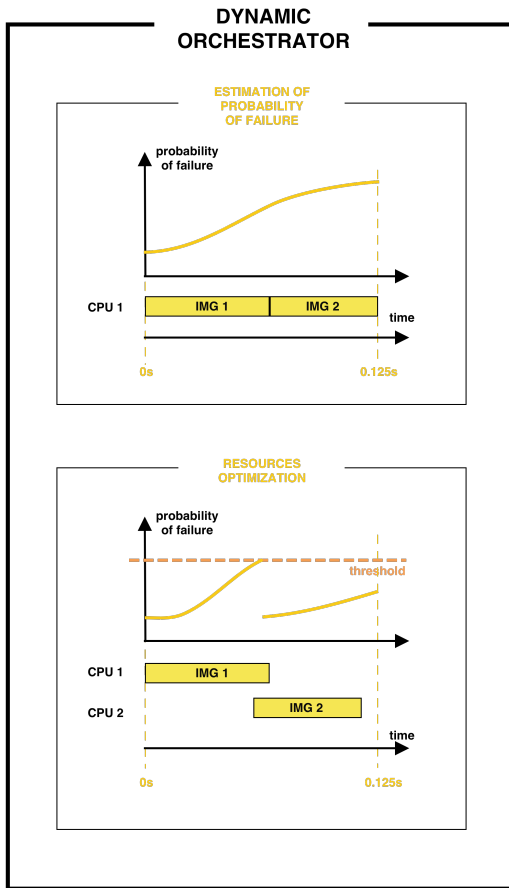 DYNAMIC
ORCHESTRATOR
ESTIMATION OF
PROBABILITY
OF FAILURE
probability
of failure
CPU 1
IMG 1
IMG 2
time
0s
0.125s
RESOURCES
OPTIMIZATION
probability
of failure
threshold
CPU 1
IMG 1
CPU 2
IMG 2
time
0s
0.125s